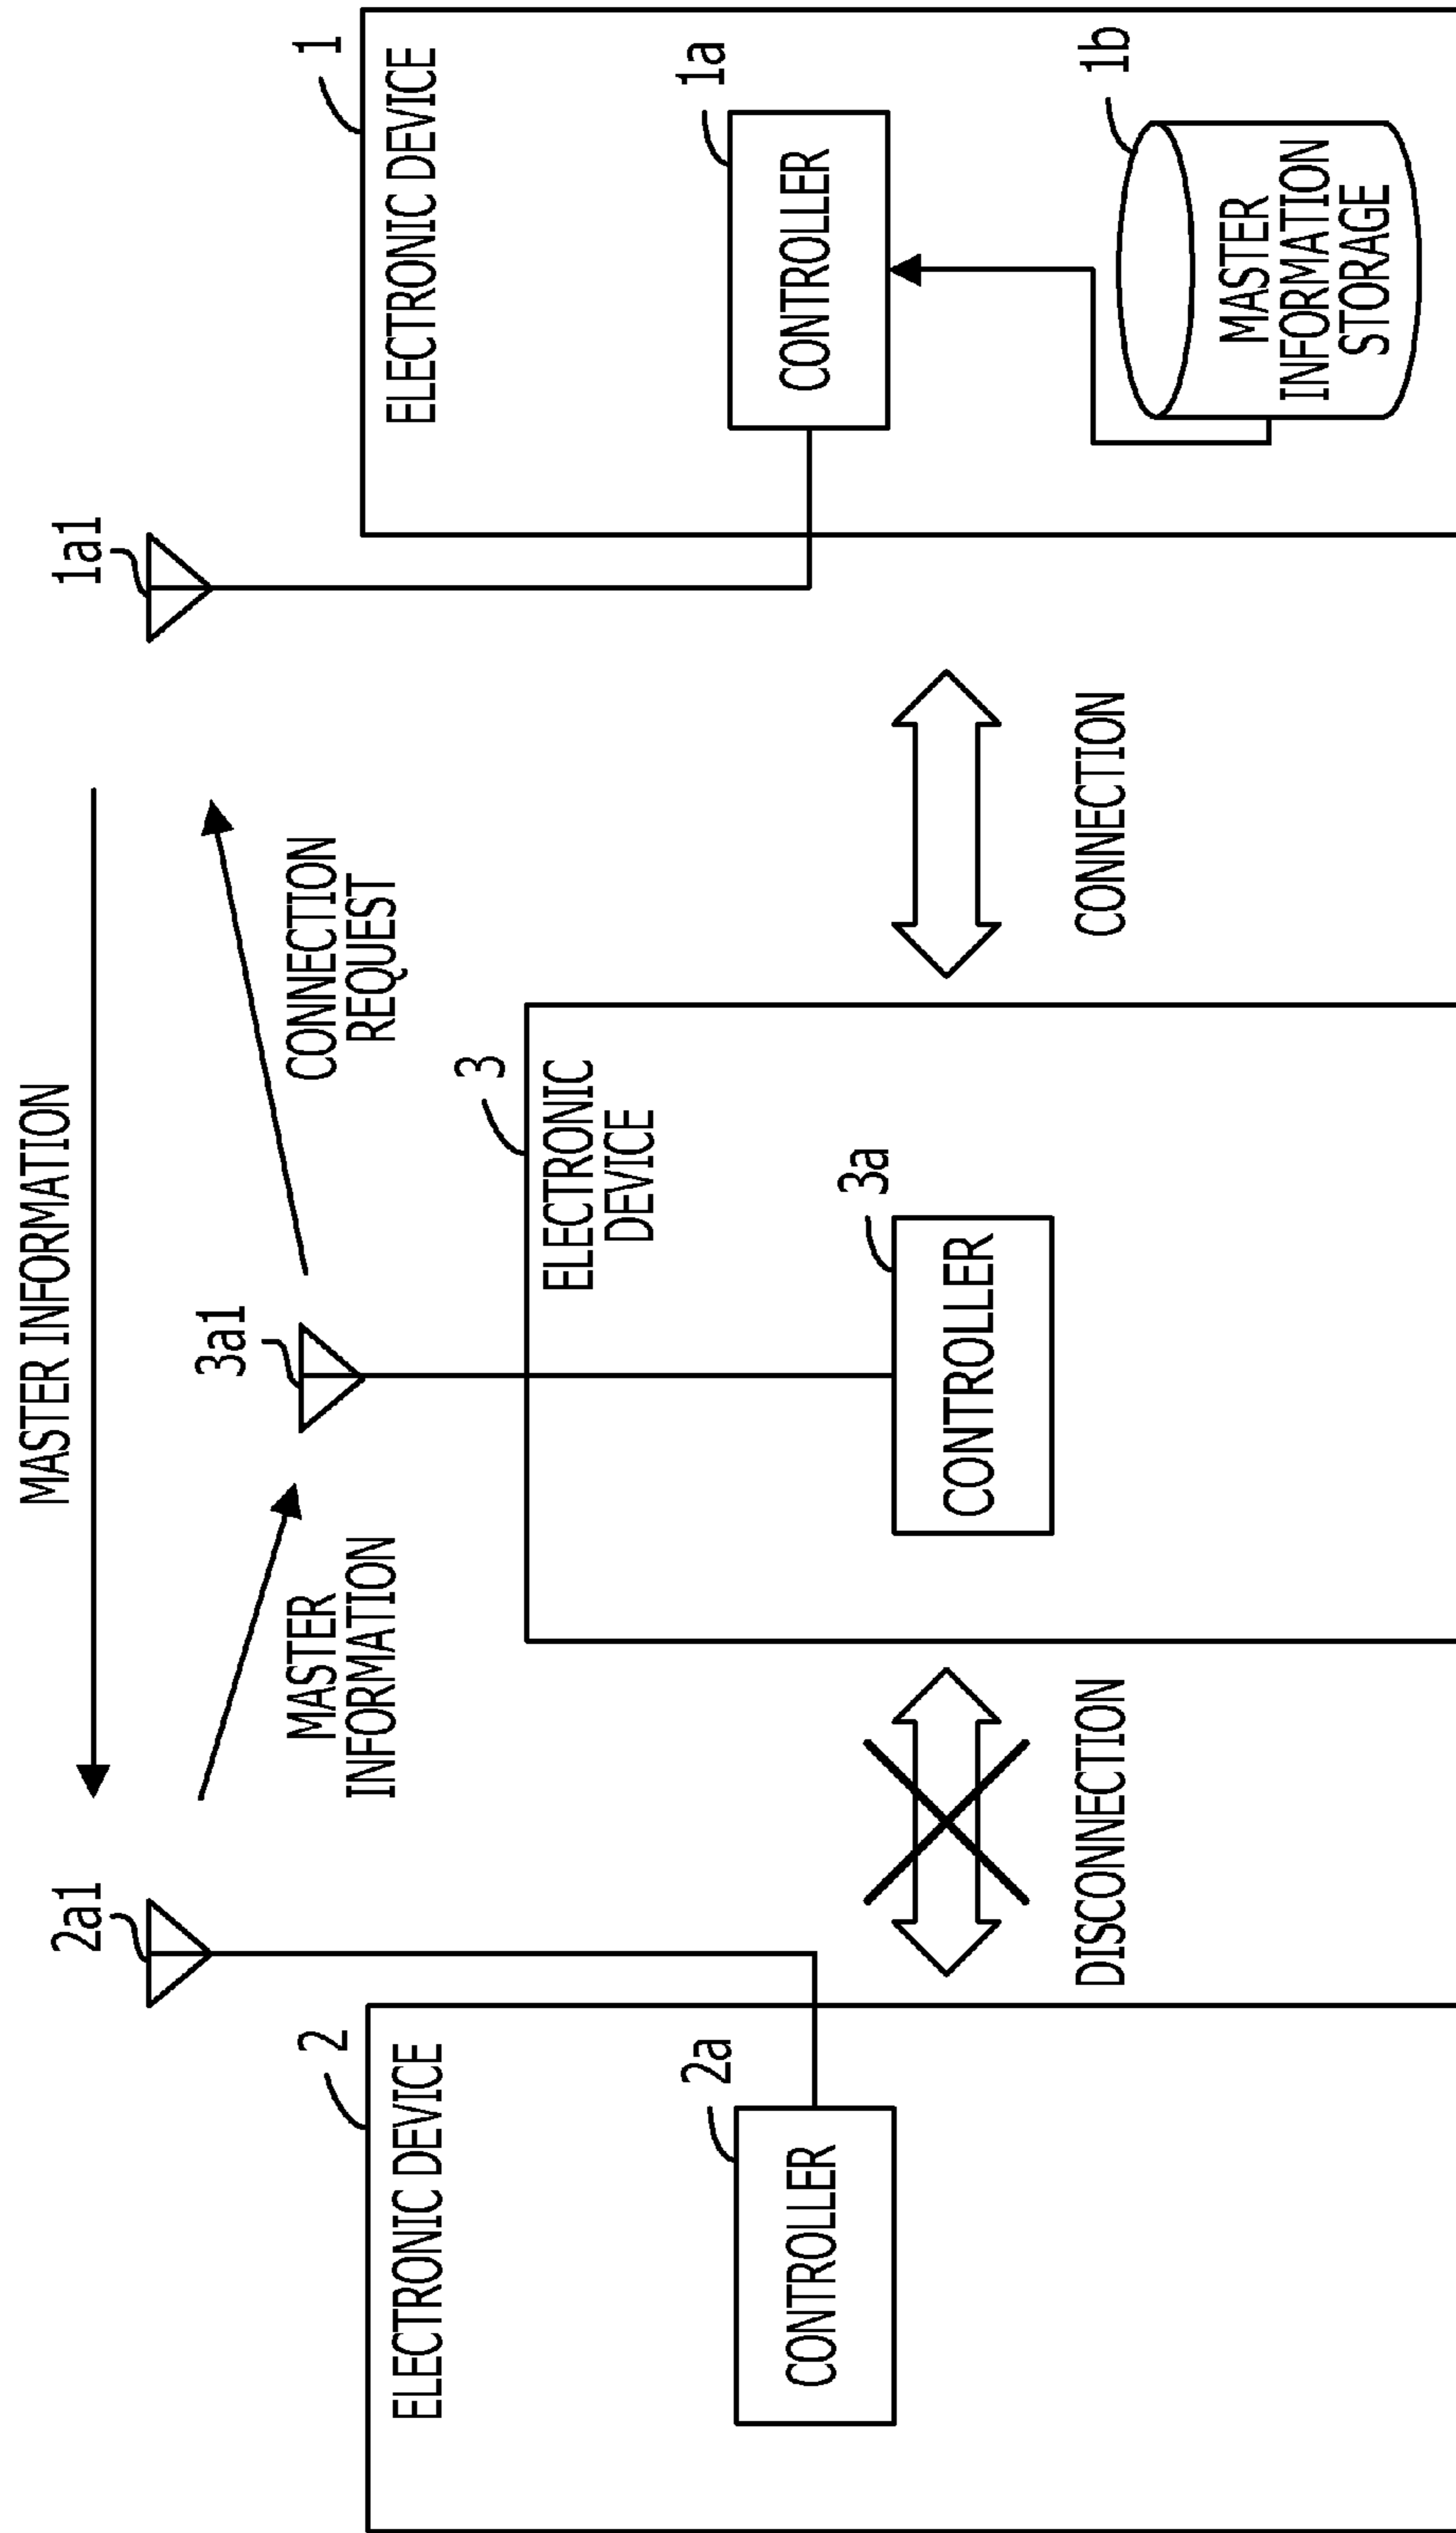 MASTER INFORMATION
2a1
1a1
3a1
MASTER
INFORMATION
CONNECTION
REQUEST
2
ELECTRONIC DEVICE
2a
CONTROLLER
3
ELECTRONIC
DEVICE
3a
CONTROLLER
1
ELECTRONIC DEVICE
1a
CONTROLLER
1b
MASTER
INFORMATION
STORAGE
DISCONNECTION
CONNECTION